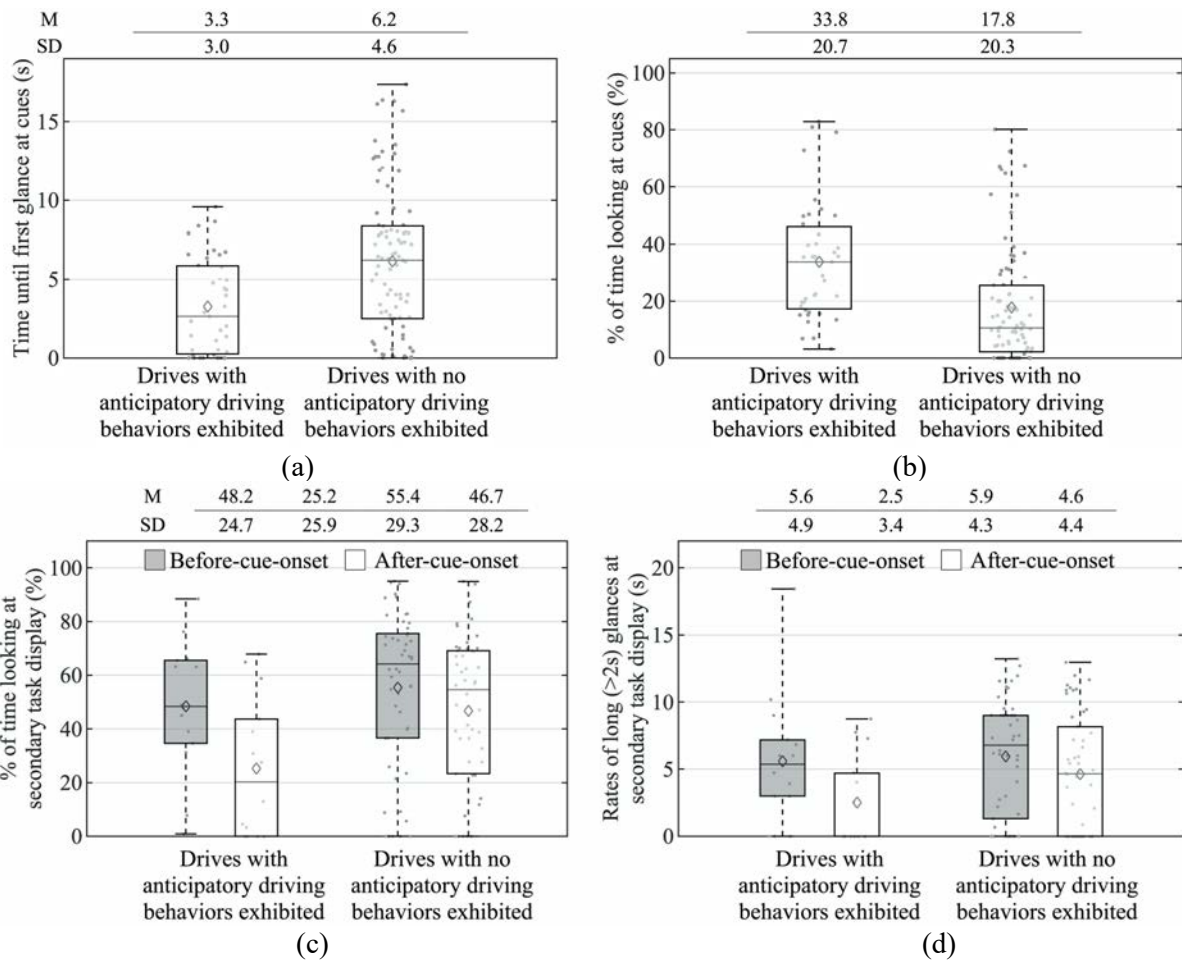 M 3.3 6.2
SD 3.0 4.6
Time until first glance at cues (s)
15
10
5
0
Drives with Drives with no
anticipatory driving anticipatory driving
behaviors exhibited behaviors exhibited
(a)
33.8 17.8
20.7 20.3
% of time looking at cues (%)
100
80
60
40
20
0
Drives with Drives with no
anticipatory driving anticipatory driving
behaviors exhibited behaviors exhibited
(b)
M 48.2 25.2 55.4 46.7
SD 24.7 25.9 29.3 28.2
% of time looking at
secondary task display (%)
Before-cue-onset After-cue-onset
100
80
60
40
20
0
Drives with Drives with no
anticipatory driving anticipatory driving
behaviors exhibited behaviors exhibited
(c)
5.6 2.5 5.9 4.6
4.9 3.4 4.3 4.4
Rates of long (>2s) glances at
secondary task display (s)
Before-cue-onset After-cue-onset
20
15
10
5
0
Drives with Drives with no
anticipatory driving anticipatory driving
behaviors exhibited behaviors exhibited
(d)